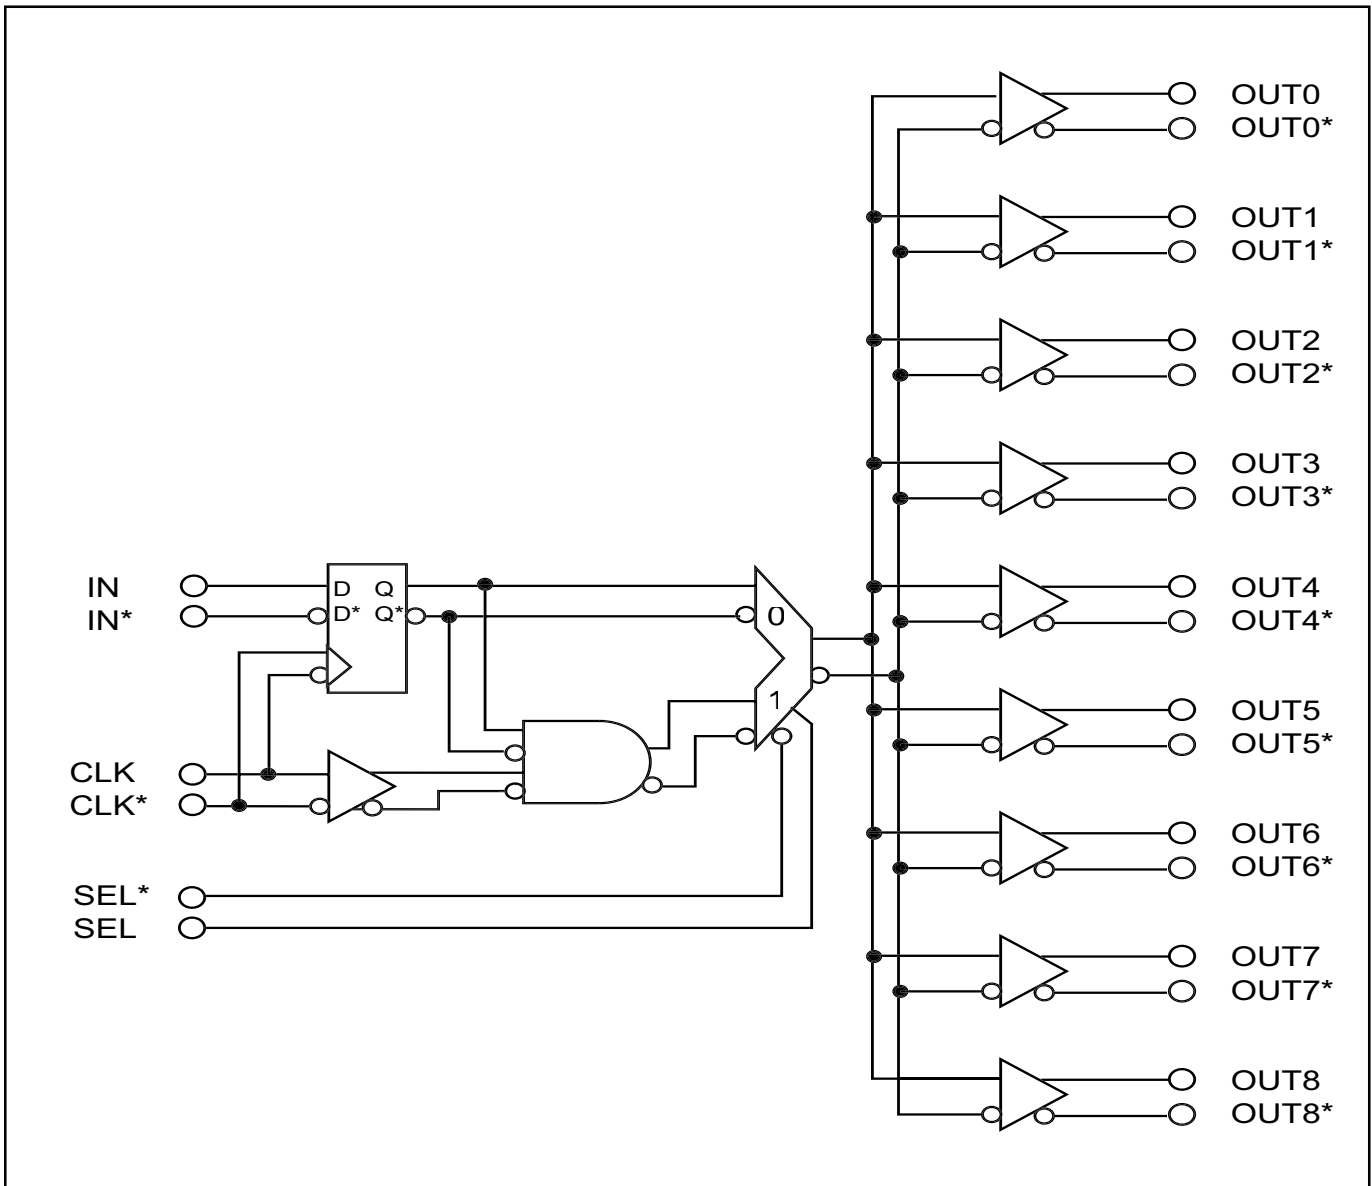 OUT0
OUT0*
OUT1
OUT1*
OUT2
OUT2*
OUT3
OUT3*
IN
D Q
OUT4
IN*
D* Q*
0
OUT4*
1
OUT5
OUT5*
CLK
CLK*
OUT6
OUT6*
SEL*
SEL
OUT7
OUT7*
OUT8
OUT8*